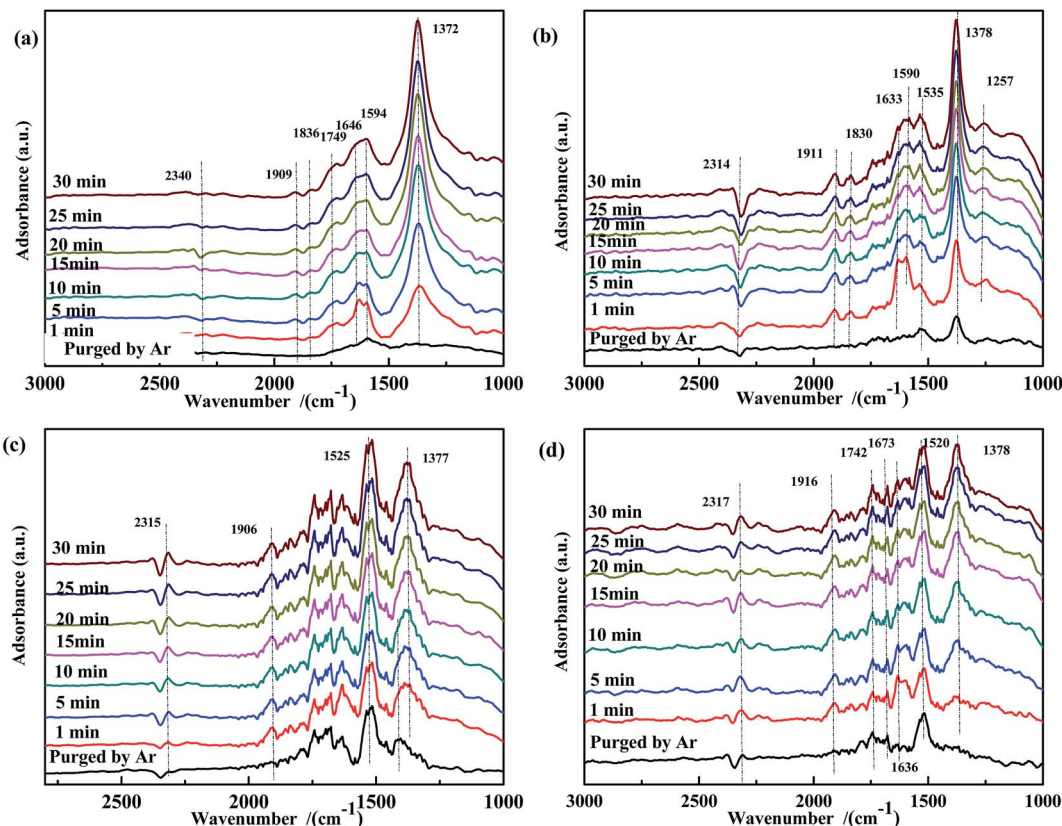 (a)
1372
1594
1646
1836
1749
2340
1909
30 min
25 min
20 min
15min
10 min
5 min
1 min
Purged by Ar
Adsorbance (a.u.)
3000 2500 2000 1500 1000
Wavenumber /(cm-1)
(b)
1378
1590
1633
1535
1257
1830
2314
1911
30 min
25 min
20 min
15min
10 min
5 min
1 min
Purged by Ar
Adsorbance (a.u.)
3000 2500 2000 1500 1000
Wavenumber /(cm-1)
(c)
1525
1377
2315
1906
30 min
25 min
20 min
15min
10 min
5 min
1 min
Purged by Ar
Adsorbance (a.u.)
2500 2000 1500 1000
Wavenumber /(cm-1)
(d)
1673
1520
1742
1378
1916
2317
30 min
25 min
20 min
15min
10 min
5 min
1 min
Purged by Ar
1636
Adsorbance (a.u.)
3000 2500 2000 1500 1000
Wavenumber /(cm-1)